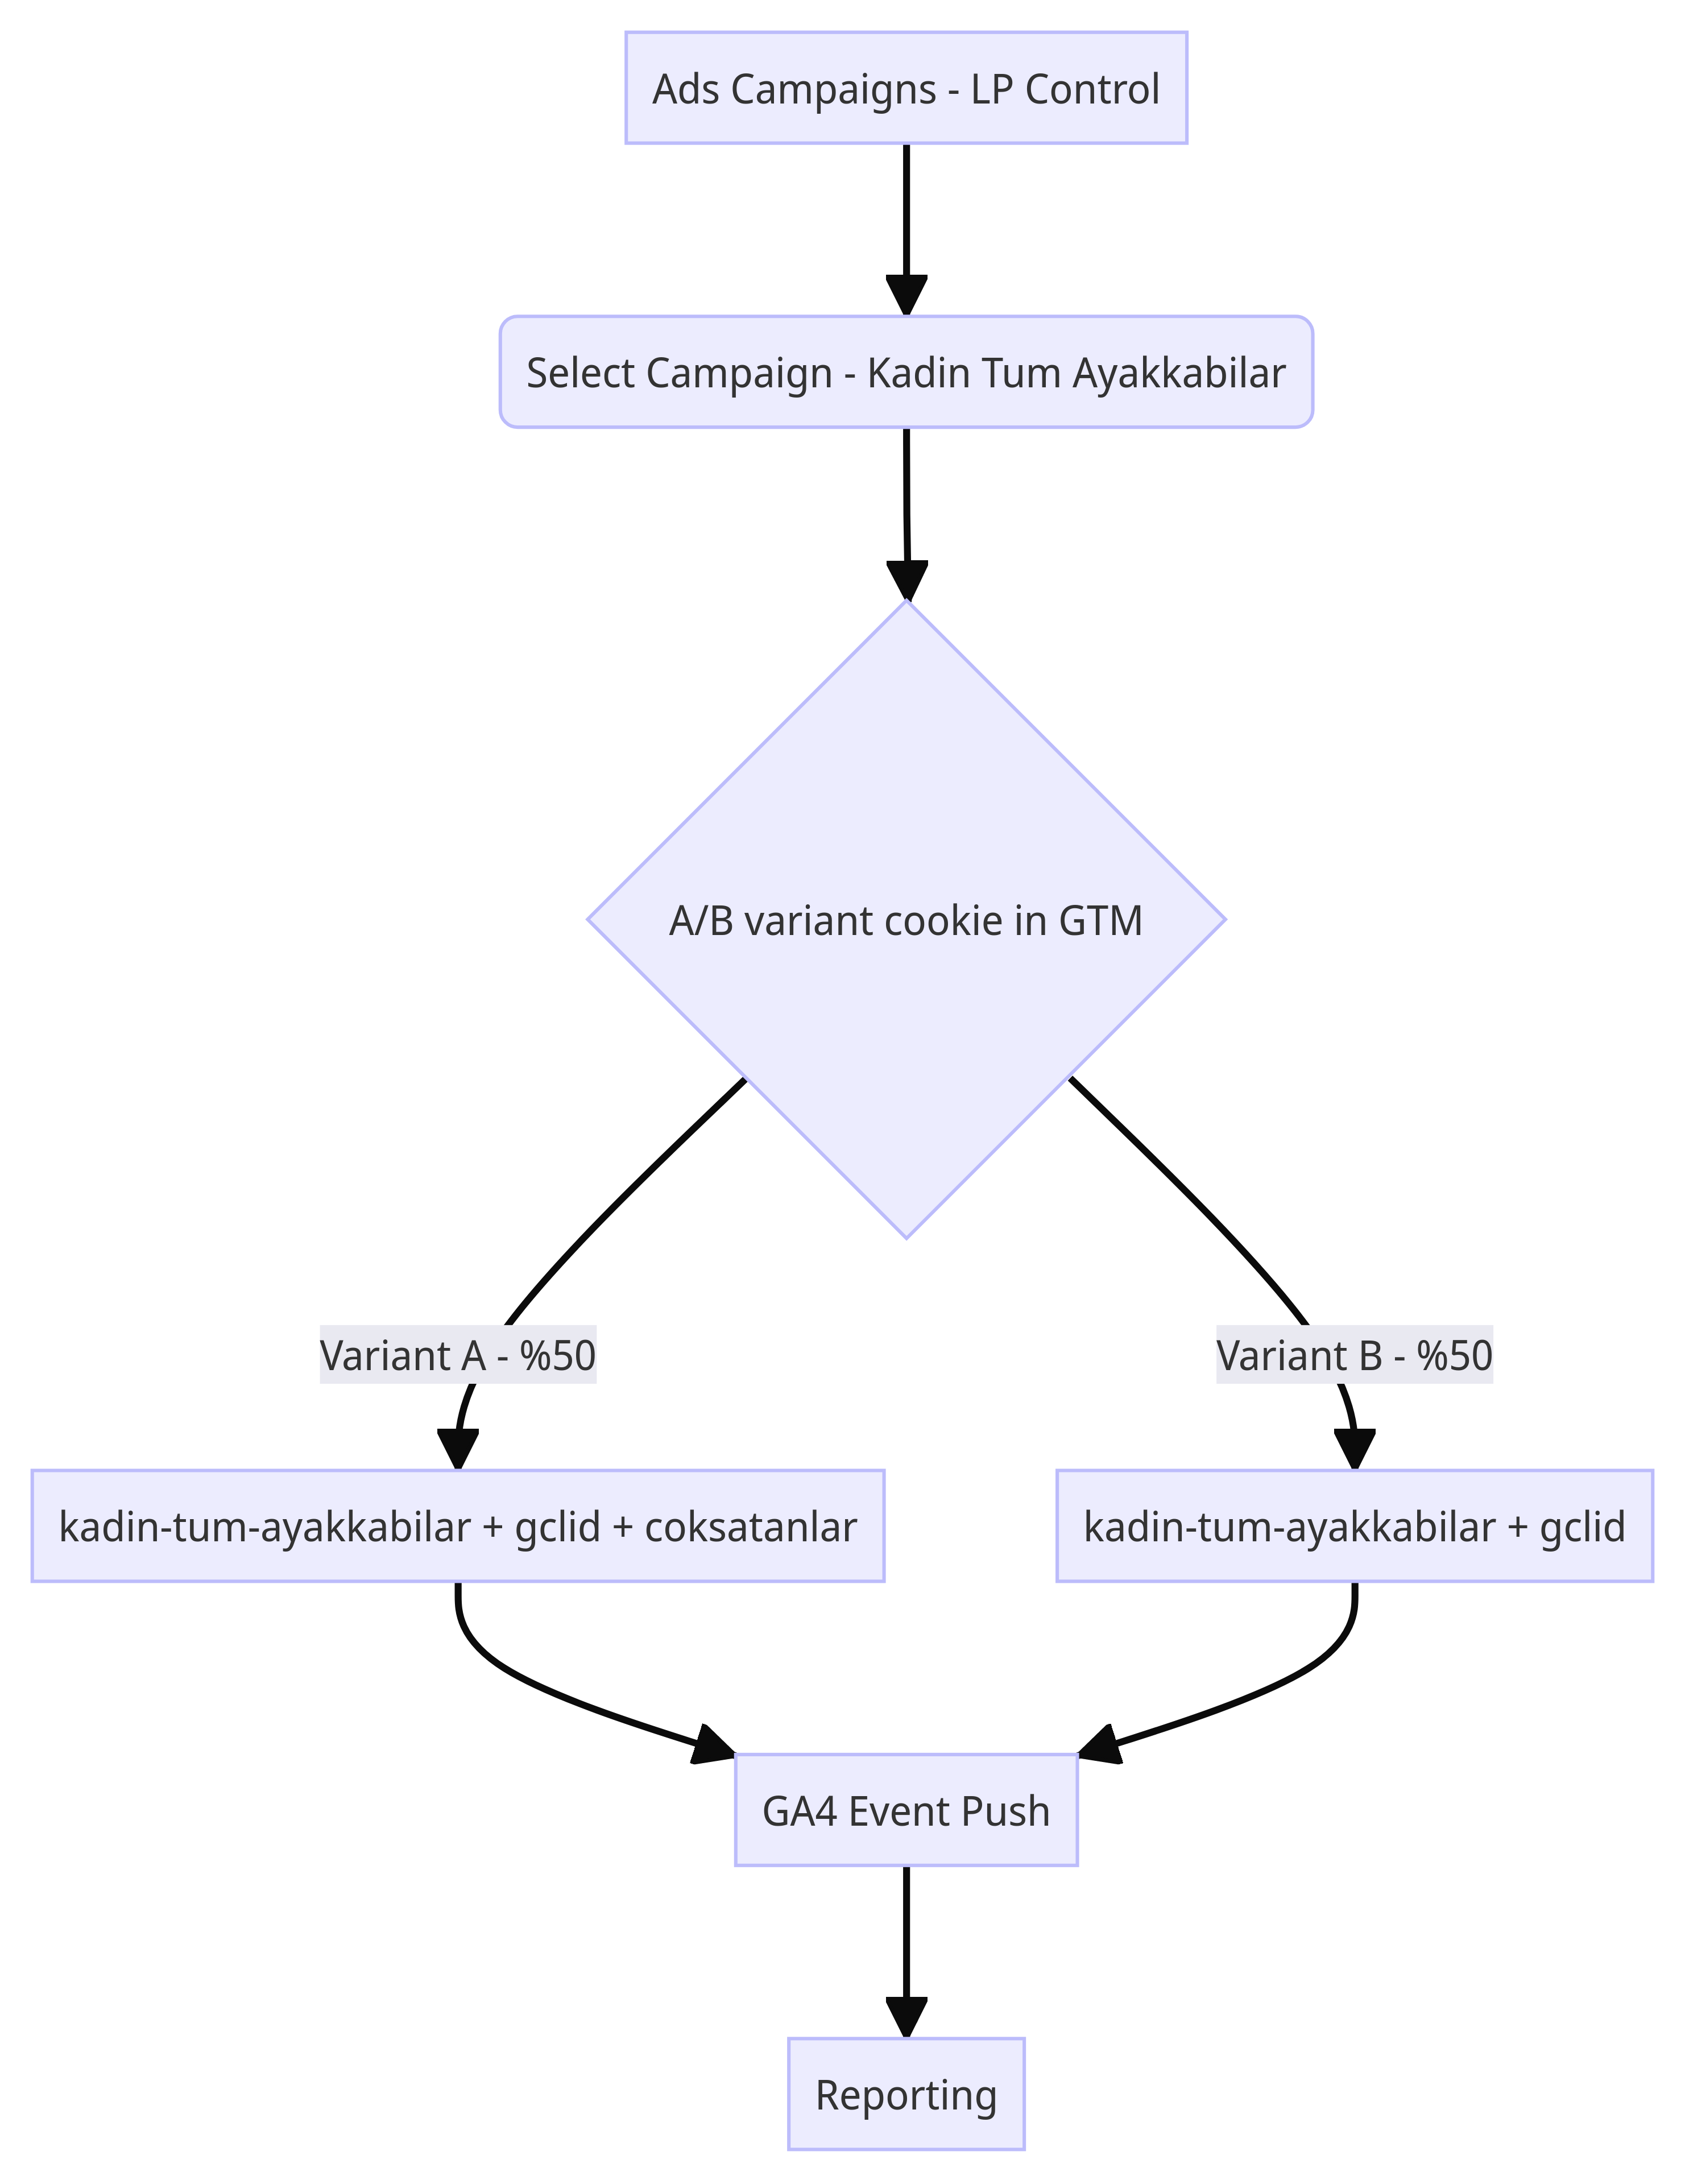 Ads Campaigns - LP Control
Select Campaign - Kadin Tum Ayakkabilar
A/B variant cookie in GTM
Variant A - %50
Variant B - %50
kadin-tum-ayakkabilar + gclid + coksatanlar
kadin-tum-ayakkabilar + gclid
GA4 Event Push
Reporting